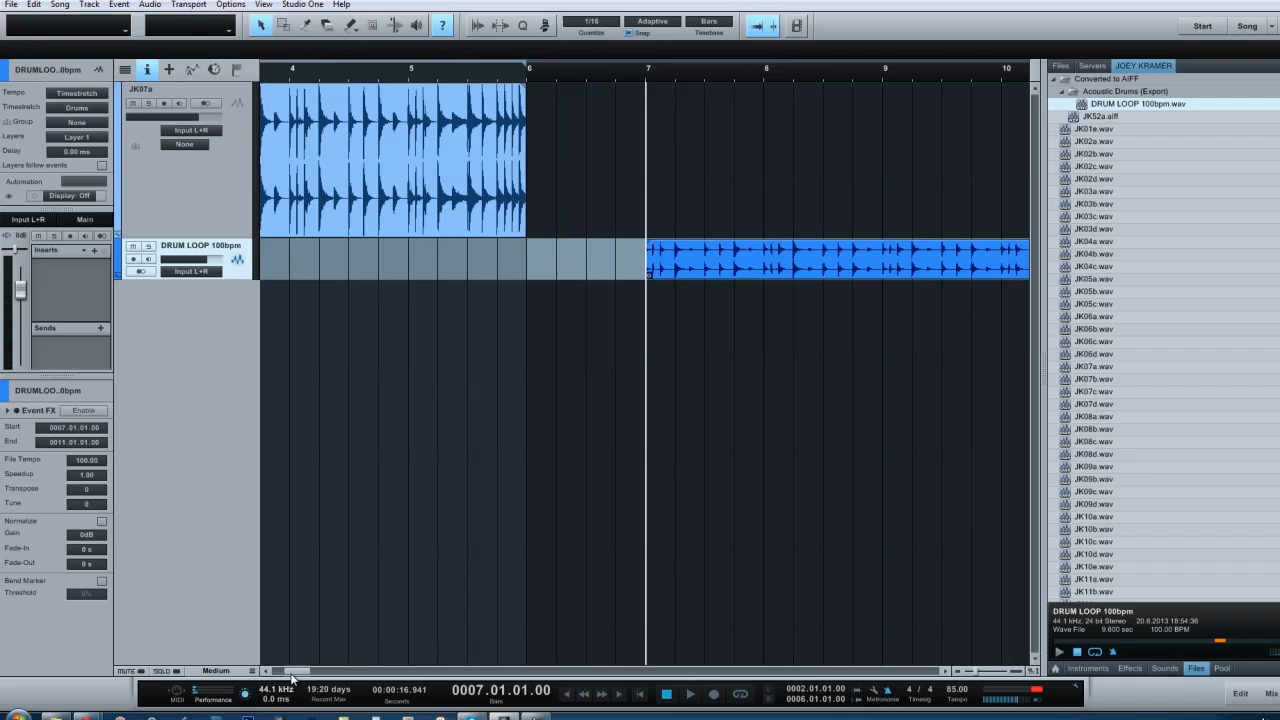 File Edit Song Track Event Audio Transport Options View Studio One Help
1/16 Adaptive Bars Start Song
Quantize Snap Timebase
DRUMLOO..0bpm 4 5 6 7 8 9 10 Files Servers JOEY KRAMER
Converted to AIFF
Acoustic Drums (Export)
DRUM LOOP 100bpm.wav
JK52a.aiff
JK01e.wav
JK02a.wav
JK02b.wav
JK02c.wav
JK02d.wav
JK03a.wav
JK03b.wav
JK03c.wav
JK03d.wav
JK04a.wav
JK04b.wav
JK04c.wav
JK05a.wav
JK05b.wav
JK05c.wav
JK06a.wav
JK06b.wav
JK06c.wav
JK06d.wav
JK07a.wav
JK07b.wav
JK07c.wav
JK07d.wav
JK08a.wav
JK08b.wav
JK08c.wav
JK08d.wav
JK09a.wav
JK09b.wav
JK09c.wav
JK09d.wav
JK10a.wav
JK10b.wav
JK10c.wav
JK10d.wav
JK10e.wav
JK11a.wav
JK11b.wav
Tempo Timestretch
Timestretch Drums
Group None
Layers Layer 1
Delay 0.00 ms
Layers follow events
Automation
Display: Off
Input L+R Main
Inserts
Sends
JK07a
M S
Input L+R
None
M S DRUM LOOP 100bpm
Input L+R
DRUMLOO..0bpm
Event FX Enable
Start 0007.01.01.00
End 0011.01.01.00
File Tempo 100.00
Speedup 1.00
Transpose 0
Tune 0
Normalize
Gain 0dB
Fade-In 0 s
Fade-Out 0 s
Bend Marker
Threshold 0%
DRUM LOOP 100bpm
44.1 kHz, 24 bit Stereo 20.6.2013 18:54:36
Wave File 9.600 sec 100.00 BPM
MUTE SOLO Medium
Instruments Effects Sounds Files Pool
MIDI Performance 44.1 kHz 0.0 ms 19:20 days Record Max 00:00:16.941 Seconds 0007.01.01.00 Bars L 0002.01.01.00 R 0006.01.01.00 Metronome 4 / 4 Timesig 85.00 Tempo
Edit Mix